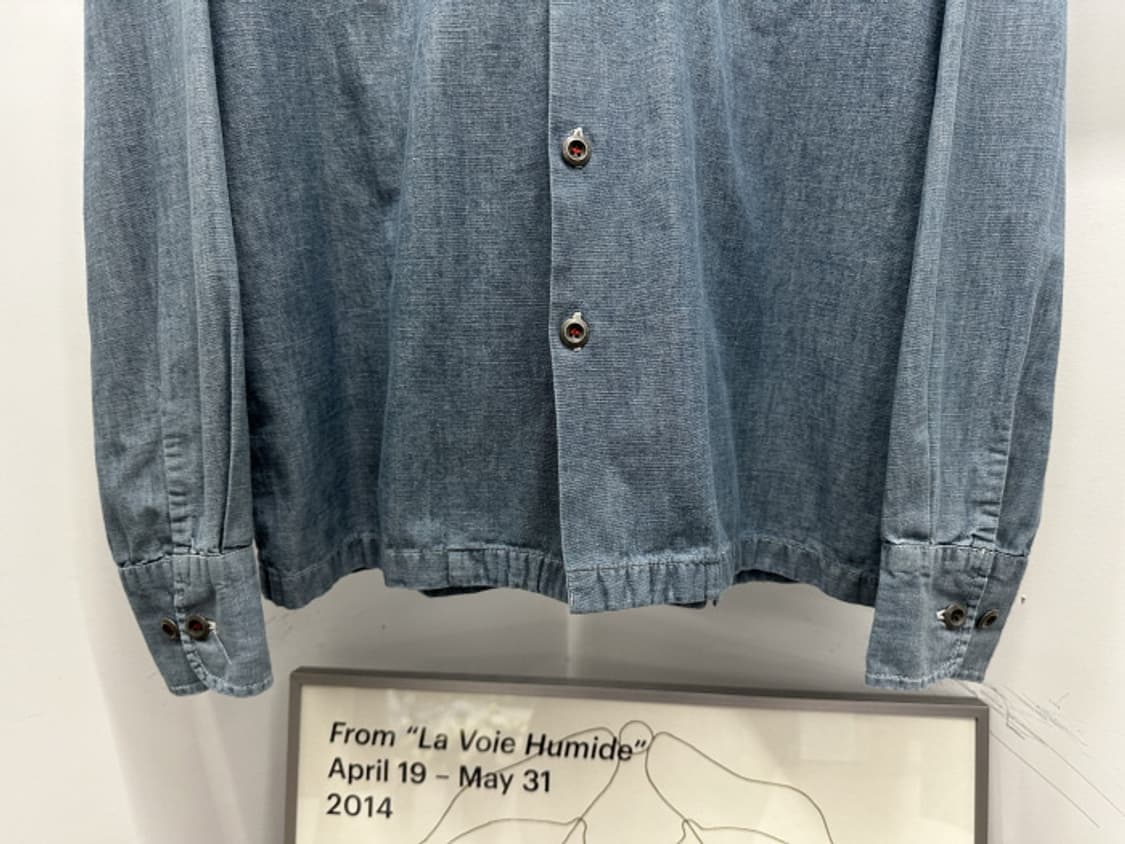 From “La Voie Humide”
April 19 – May 31
2014